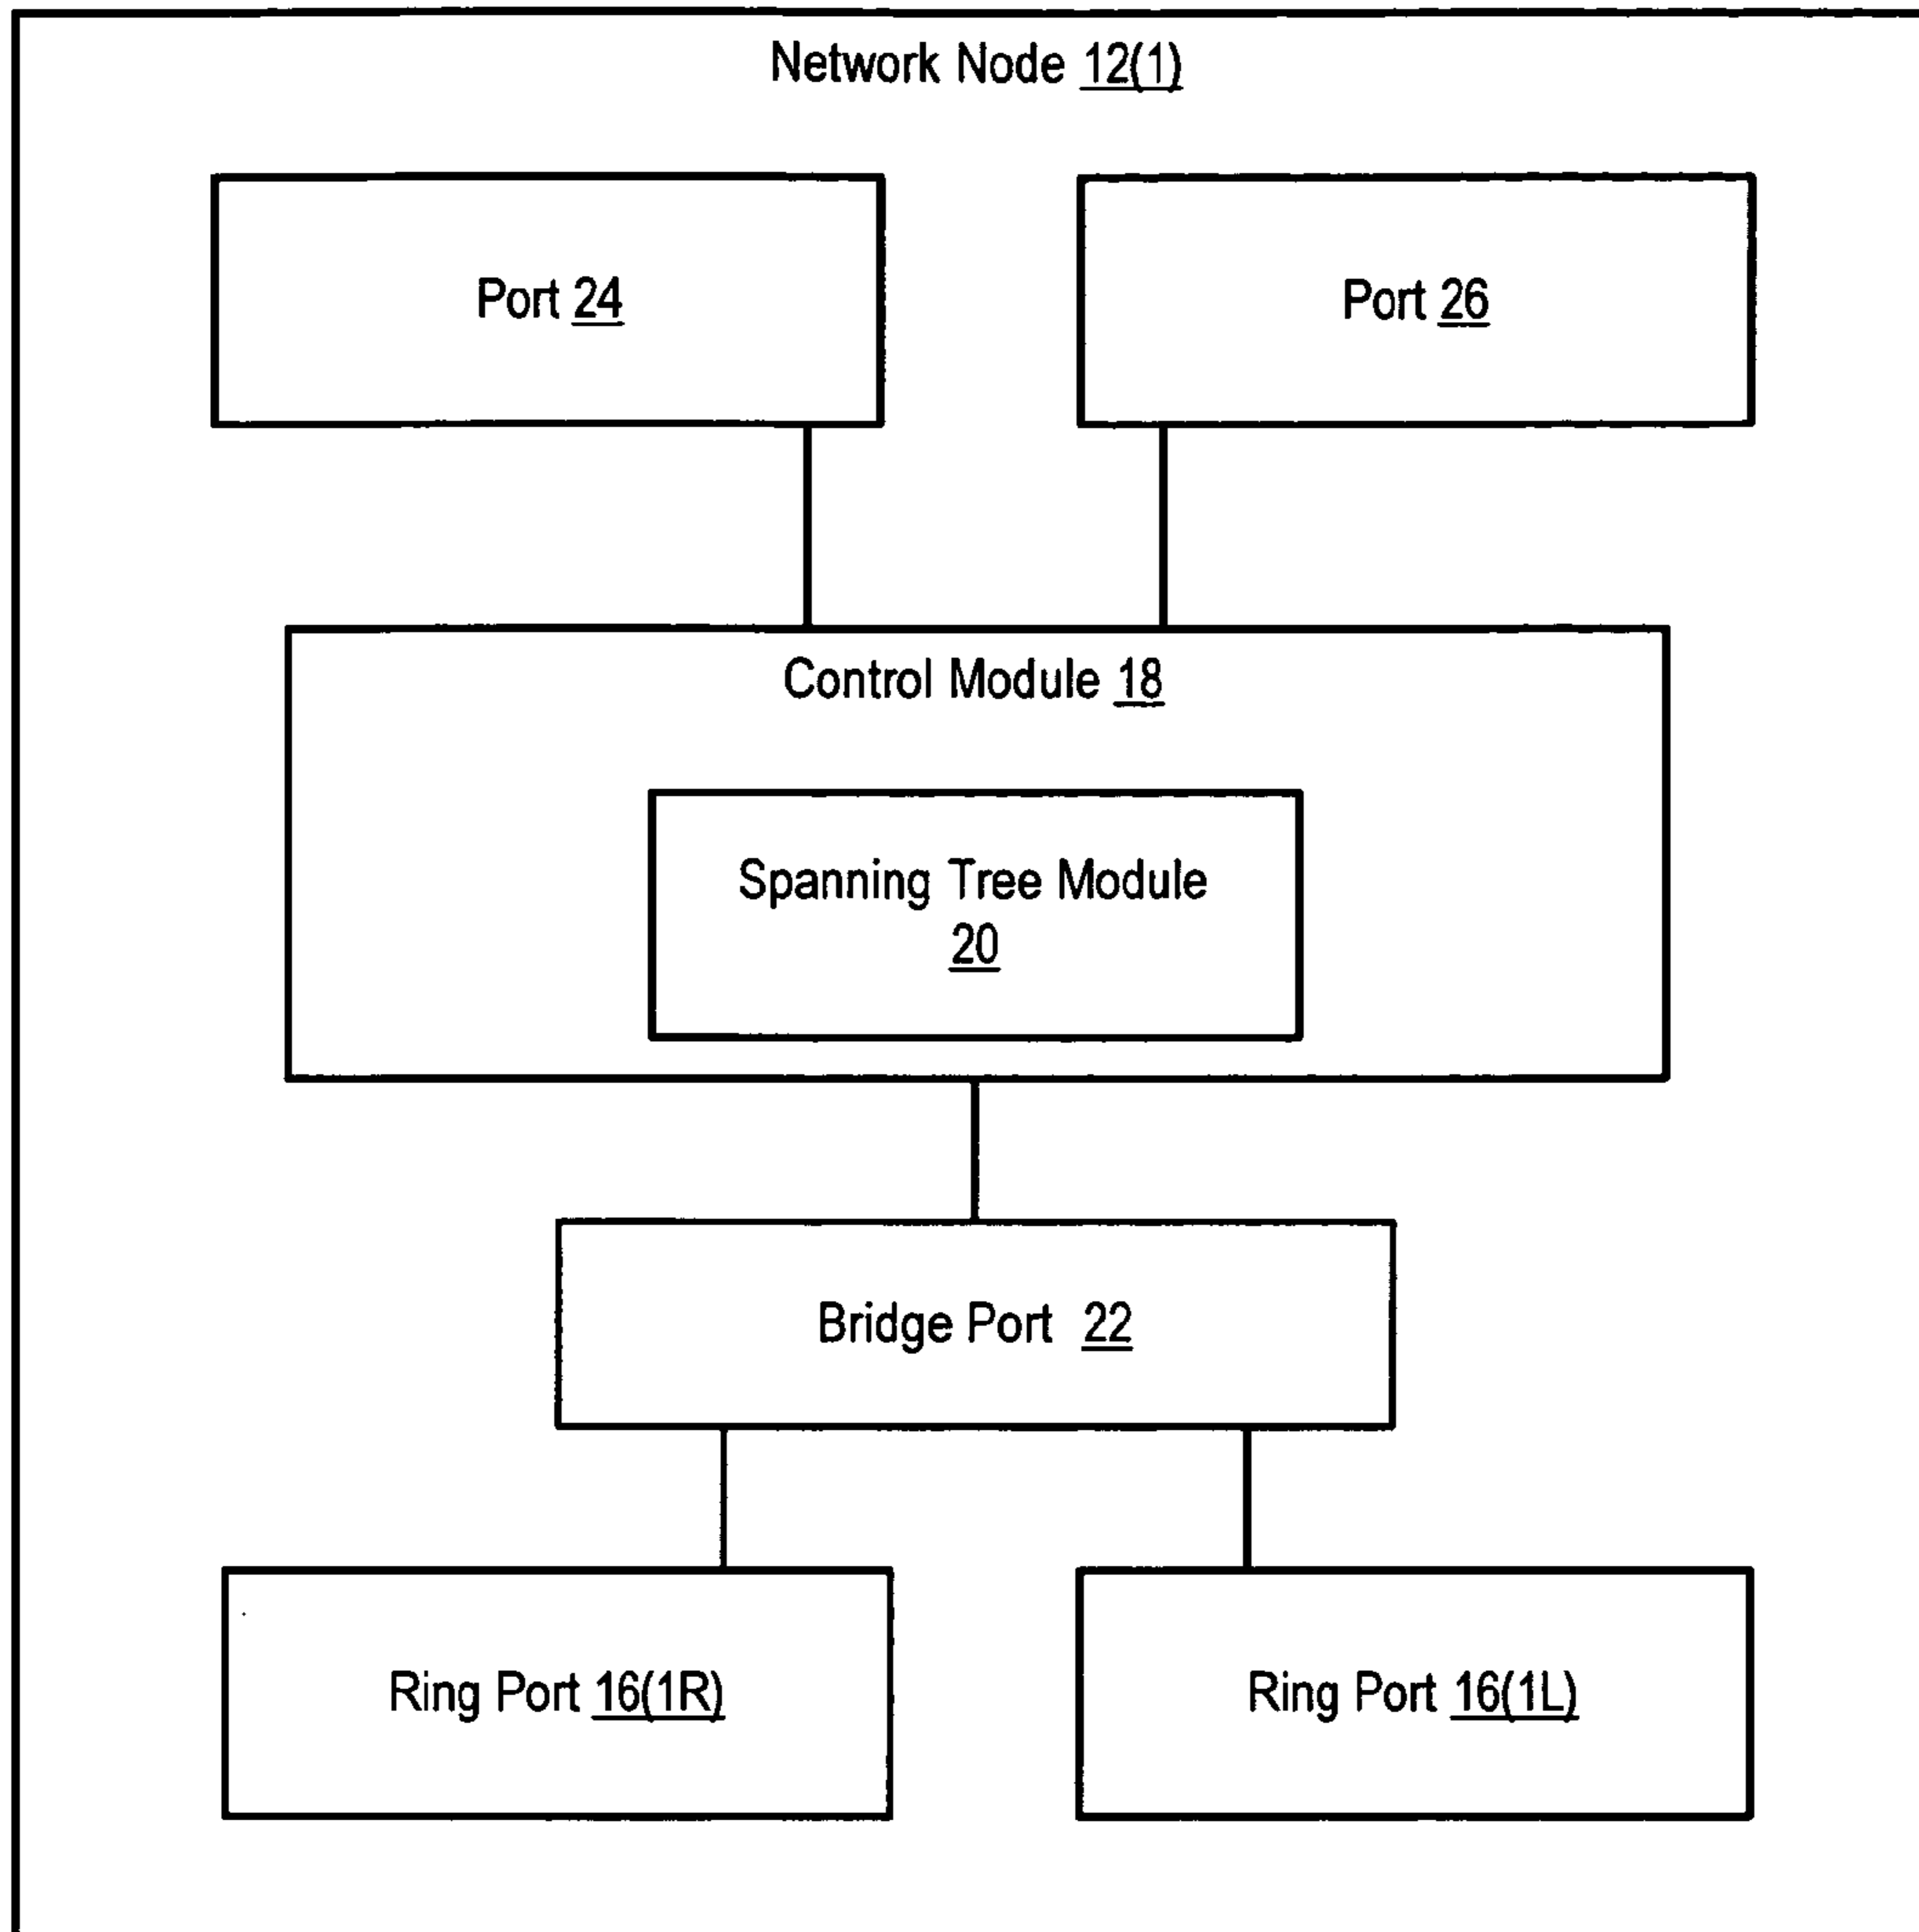 Network Node 12(1)
Port 24
Port 26
Control Module 18
Spanning Tree Module
20
Bridge Port 22
Ring Port 16(1R)
Ring Port 16(1L)